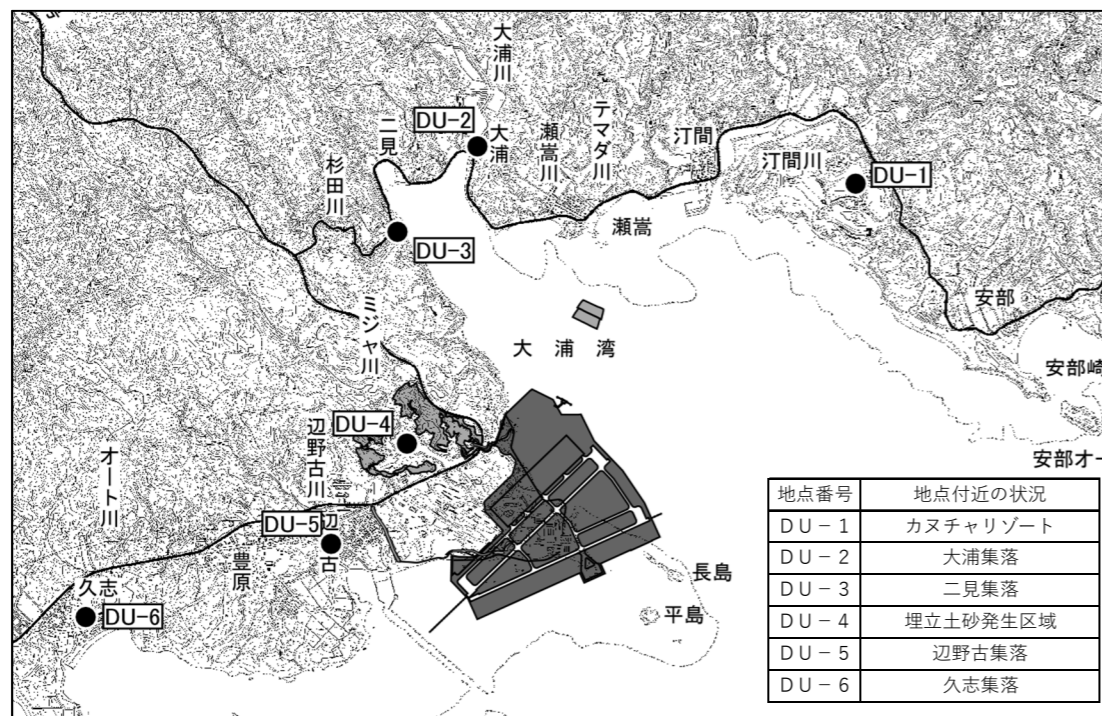 大浦川
DU-2
二見
大浦
瀬嵩川
テマダ川
汀間
汀間川
DU-1
杉田川
DU-3
瀬嵩
安部
ミジャ川
大浦湾
安部崎
DU-4
辺野古川
オート川
安部オー
DU-5
辺
古
豊原
長島
久志
DU-6
平島
地点番号 地点付近の状況
DU-1 カヌチャリゾート
DU-2 大浦集落
DU-3 二見集落
DU-4 埋立土砂発生区域
DU-5 辺野古集落
DU-6 久志集落